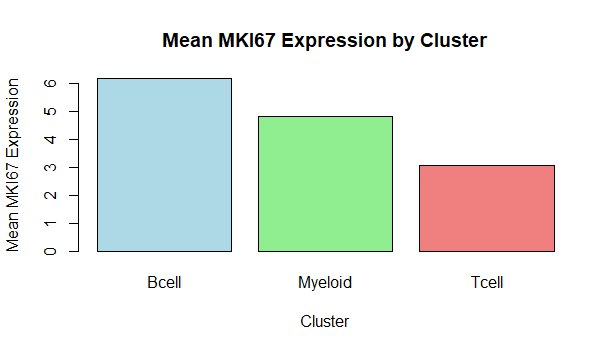 Mean MKI67 Expression by Cluster
Mean MKI67 Expression
6
5
4
3
2
1
0
Bcell
Myeloid
Tcell
Cluster